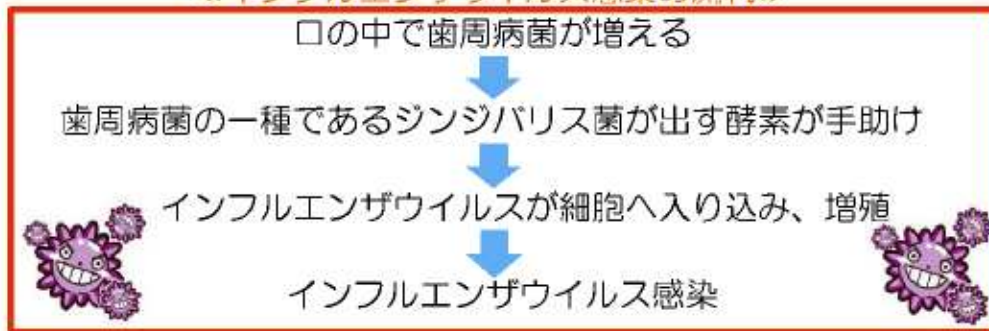 口の中で歯周病菌が増える
歯周病菌の一種であるジンジバリス菌が出す酵素が手助け
インフルエンザウイルスが細胞へ入り込み、増殖
インフルエンザウイルス感染